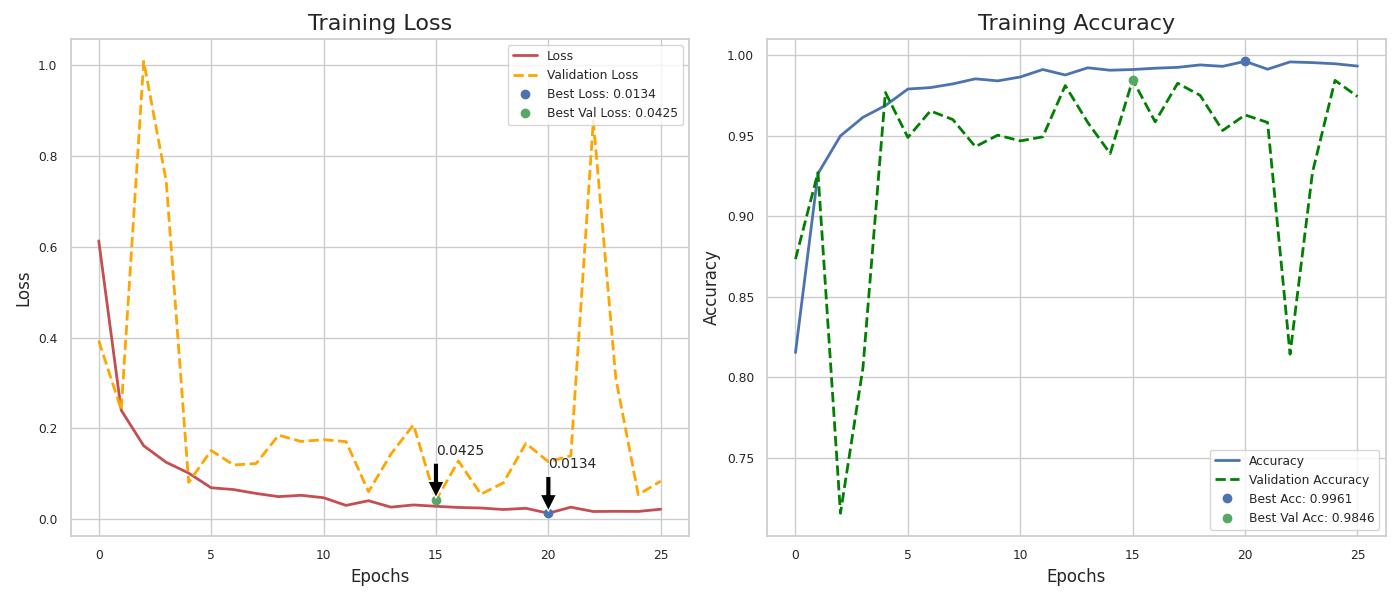 Training Loss
1.0
0.8
0.6
0.4
0.2
0.0
Loss
Loss
Validation Loss
Best Loss: 0.0134
Best Val Loss: 0.0425
0.0425
0.0134
0
5
10
15
20
25
Epochs
Training Accuracy
1.00
0.95
0.90
0.85
0.80
0.75
Accuracy
Accuracy
Validation Accuracy
Best Acc: 0.9961
Best Val Acc: 0.9846
0
5
10
15
20
25
Epochs